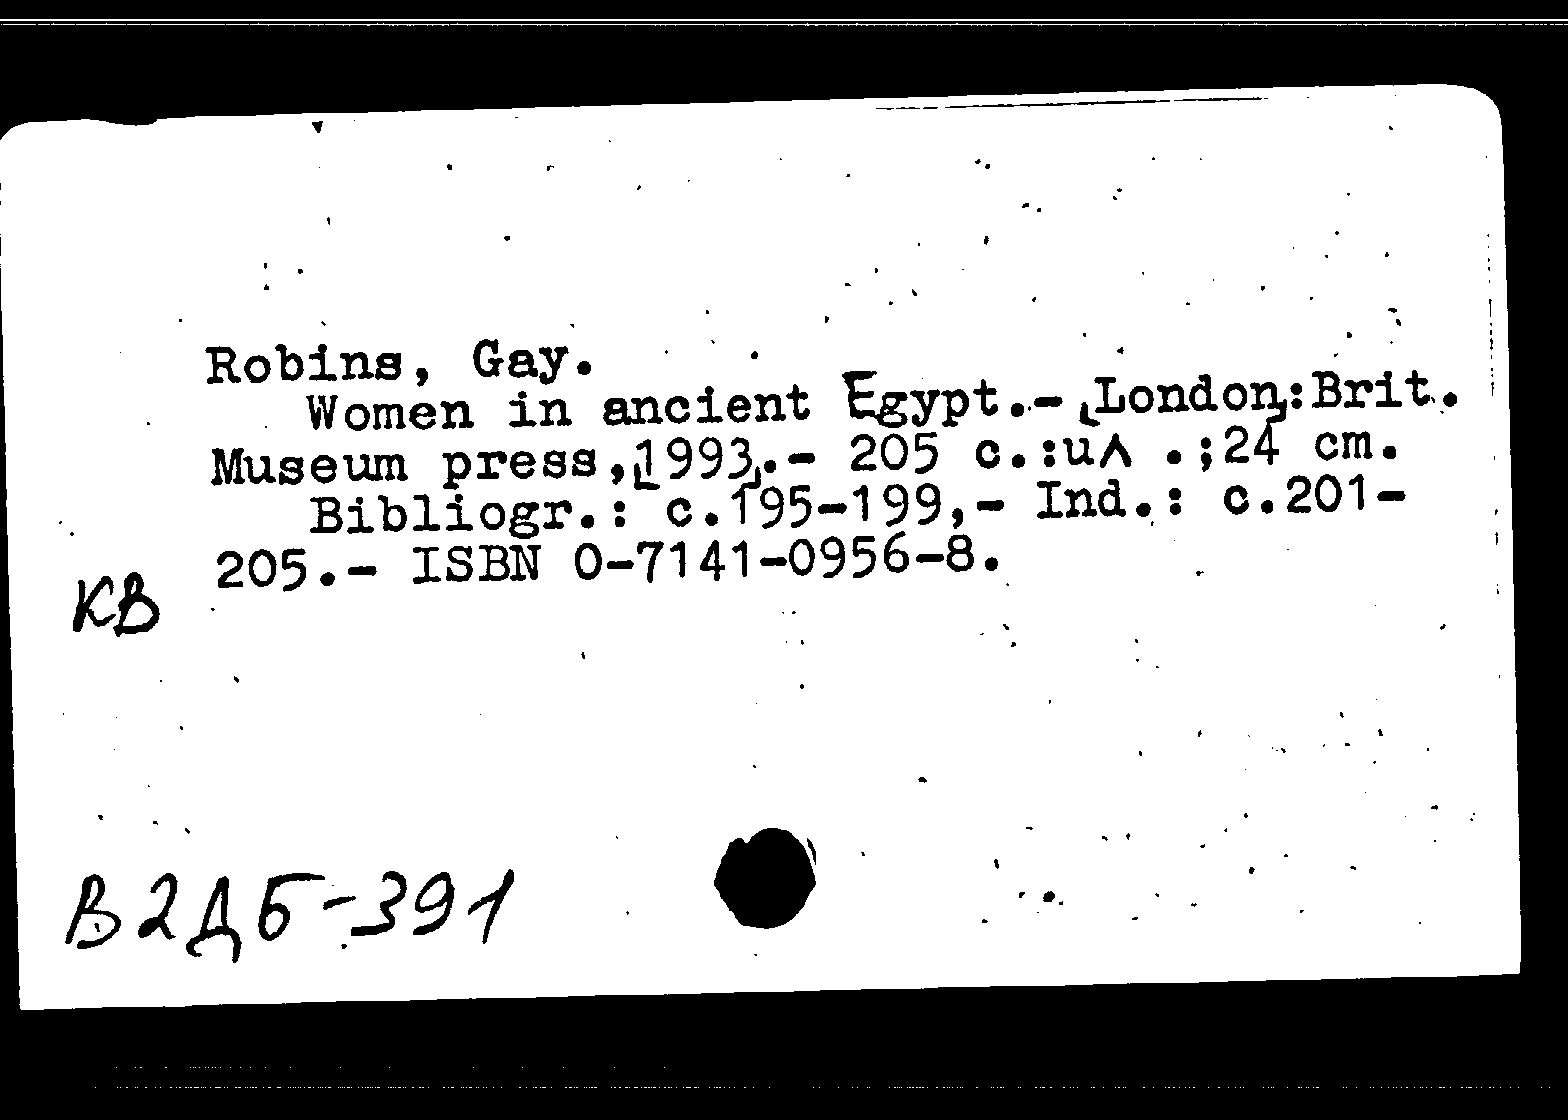 Robins, Gay.
Women in ancient Egypt.- [London]:Brit.
Museum press,[1993].- 205 c.:ил .;24 cm.
Bibliogr.: c.195-199,- Ind.: c.201-
205.- ISBN 0-7141-0956-8.
КВ
В2ДБ-391